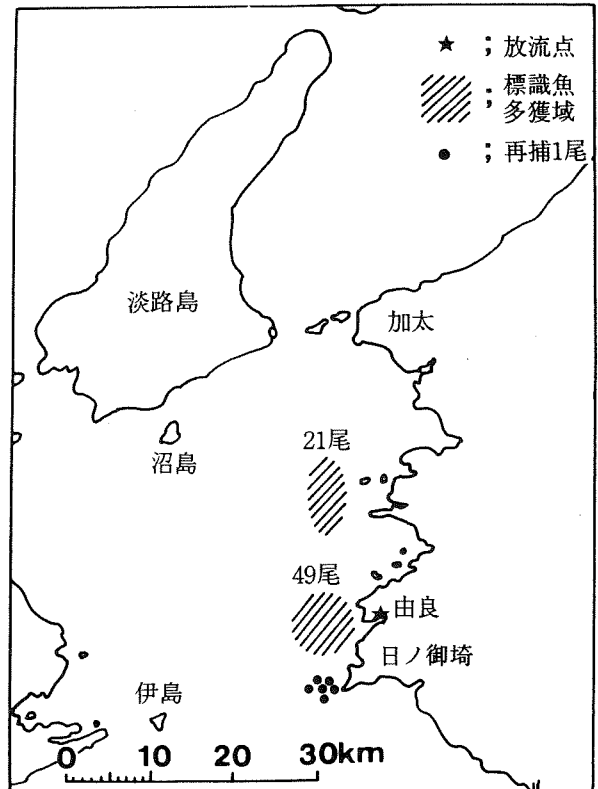 ；放流点
；標識魚
多獲域
；再捕1尾
淡路島
加太
沼島
21尾
49尾
由良
日ノ御埼
伊島
0 10 20 30km